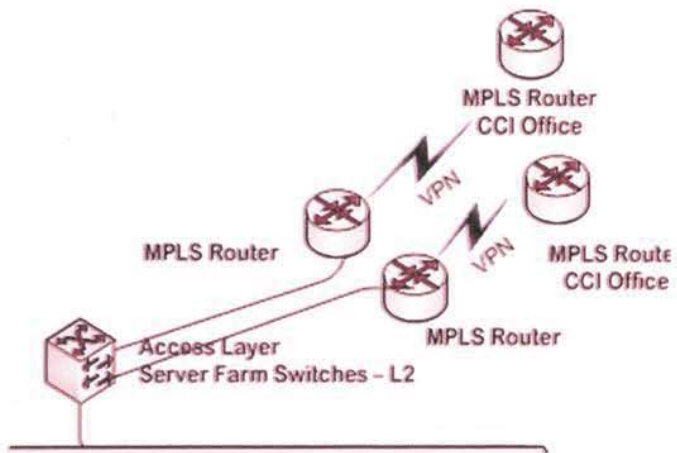 MPLS Router
CCI Office
VPN
MPLS Router
VPN
MPLS Route
CCI Office
MPLS Router
Access Layer
Server Farm Switches – L2